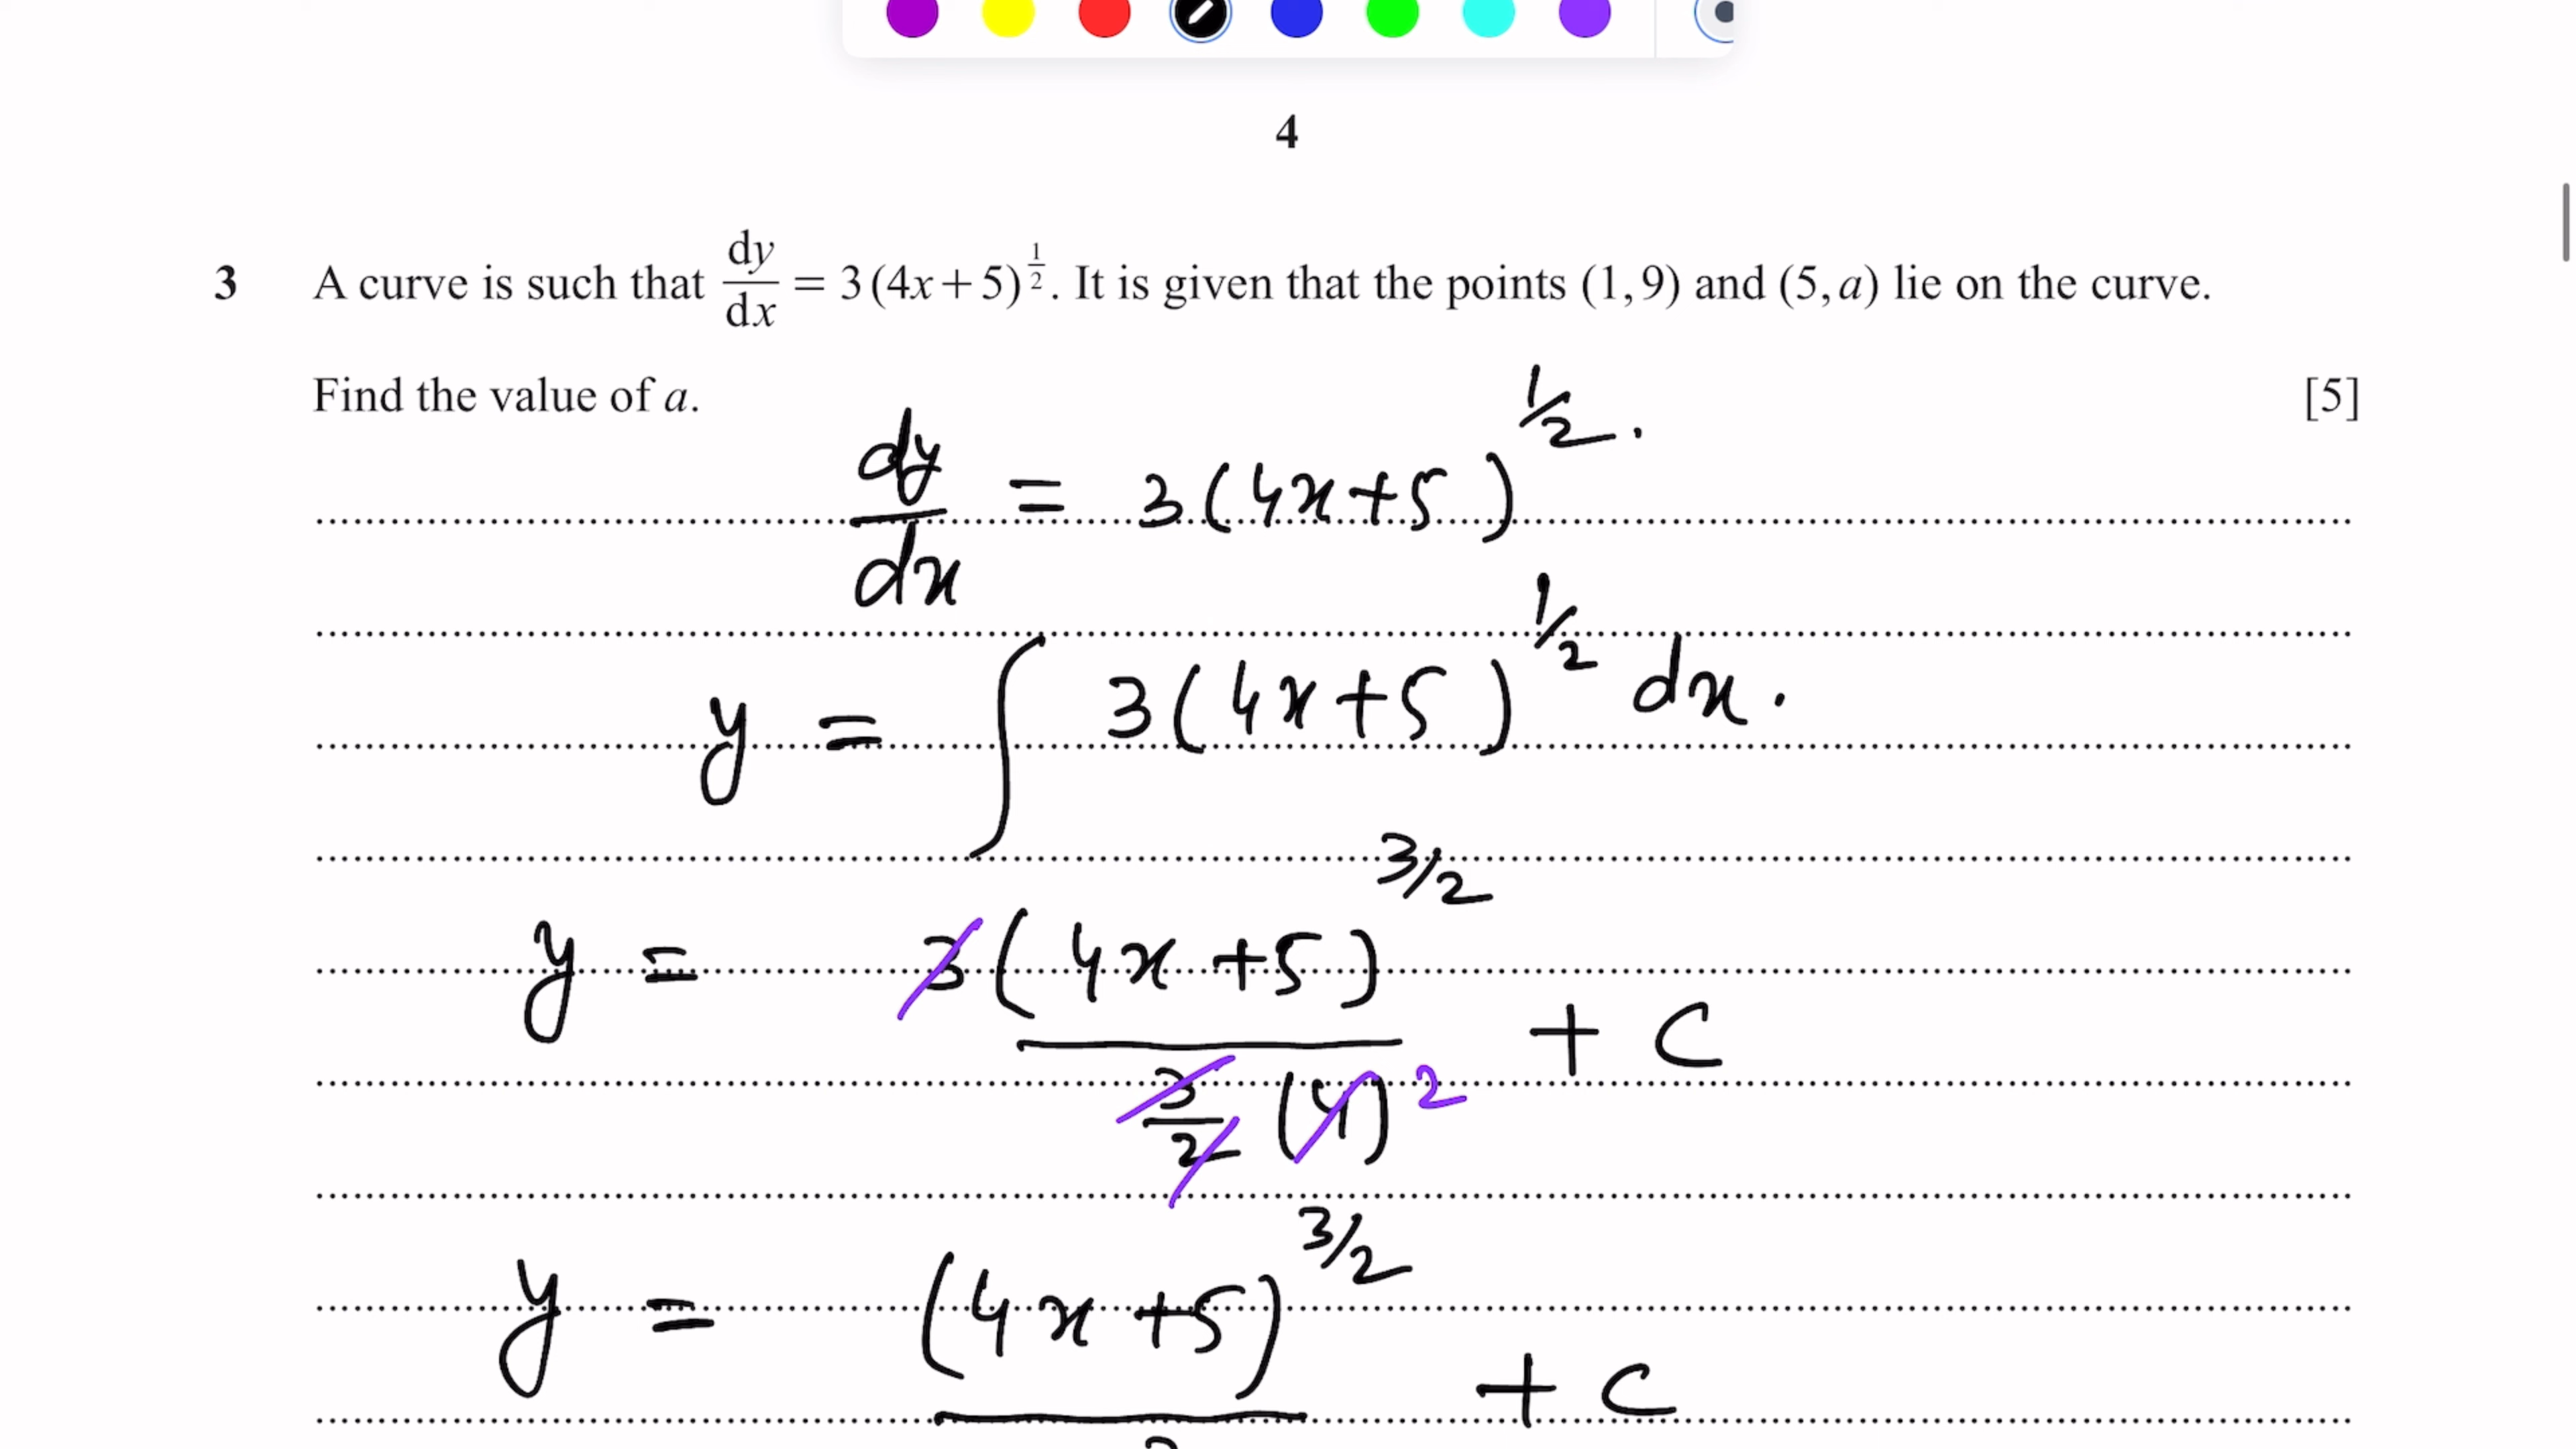 4
3 A curve is such that dy/dx = 3(4x+5)^{1/2}. It is given that the points (1,9) and (5,a) lie on the curve.
Find the value of a. [5]
dy/dx = 3(4x+5)^{1/2}.
y = ∫ 3(4x+5)^{1/2} dx.
y = 3(4x+5)^{3/2} / (3/2 (4)) 2 + C
y = (4x+5)^{3/2} + C